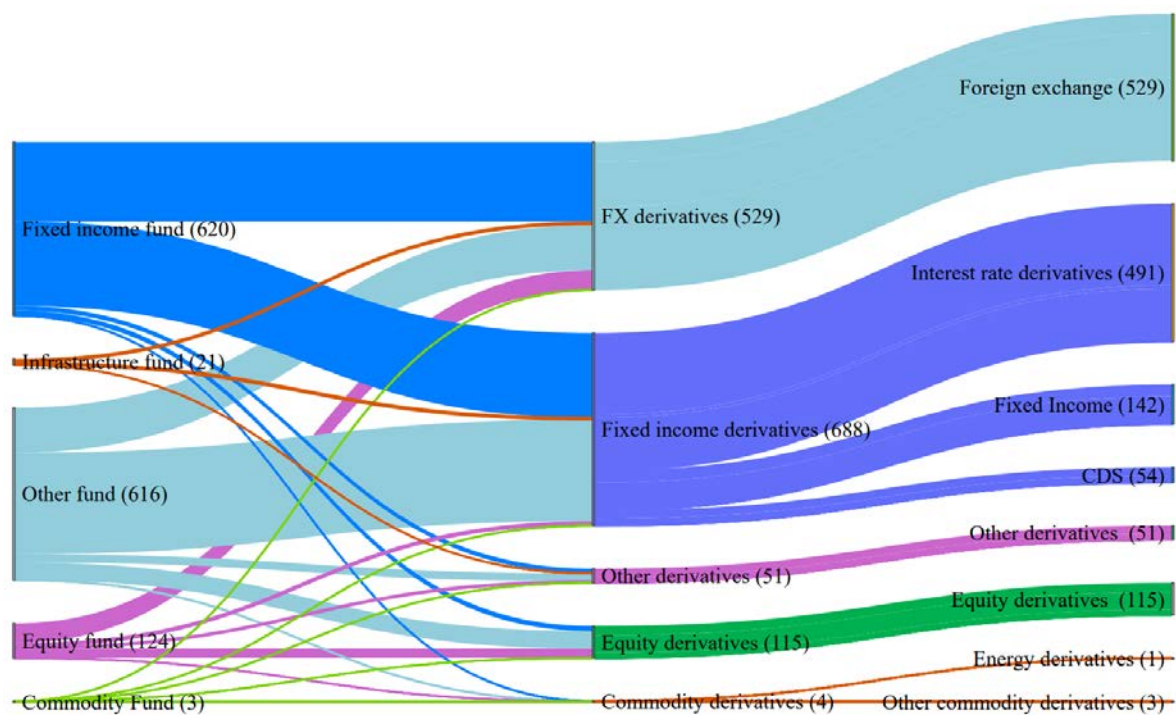 Fixed income fund (620)
Infrastructure fund (21)
Other fund (616)
Equity fund (124)
Commodity Fund (3)
FX derivatives (529)
Fixed income derivatives (688)
Other derivatives (51)
Equity derivatives (115)
Commodity derivatives (4)
Foreign exchange (529)
Interest rate derivatives (491)
Fixed Income (142)
CDS (54)
Other derivatives (51)
Equity derivatives (115)
Energy derivatives (1)
Other commodity derivatives (3)